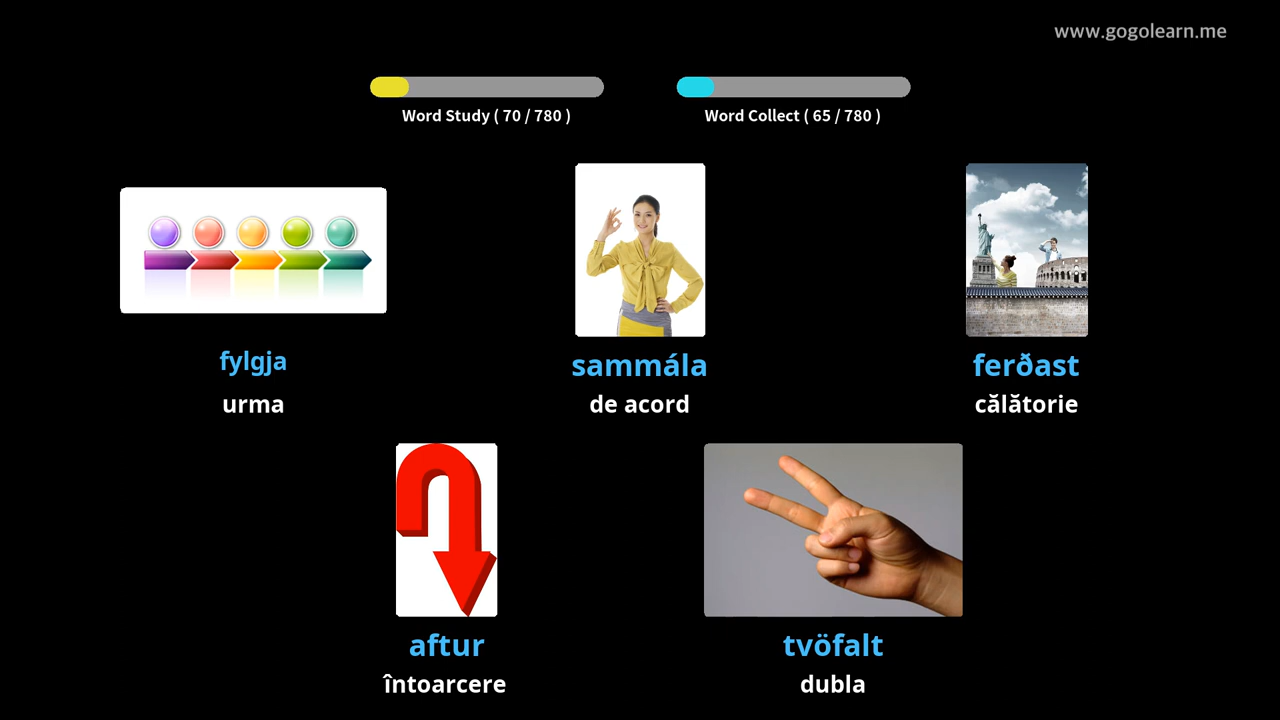 www.gogolearn.me
Word Study ( 70 / 780 )
Word Collect ( 65 / 780 )
fylgja
urma
sammála
de acord
ferðast
călătorie
aftur
întoarcere
tvöfalt
dubla